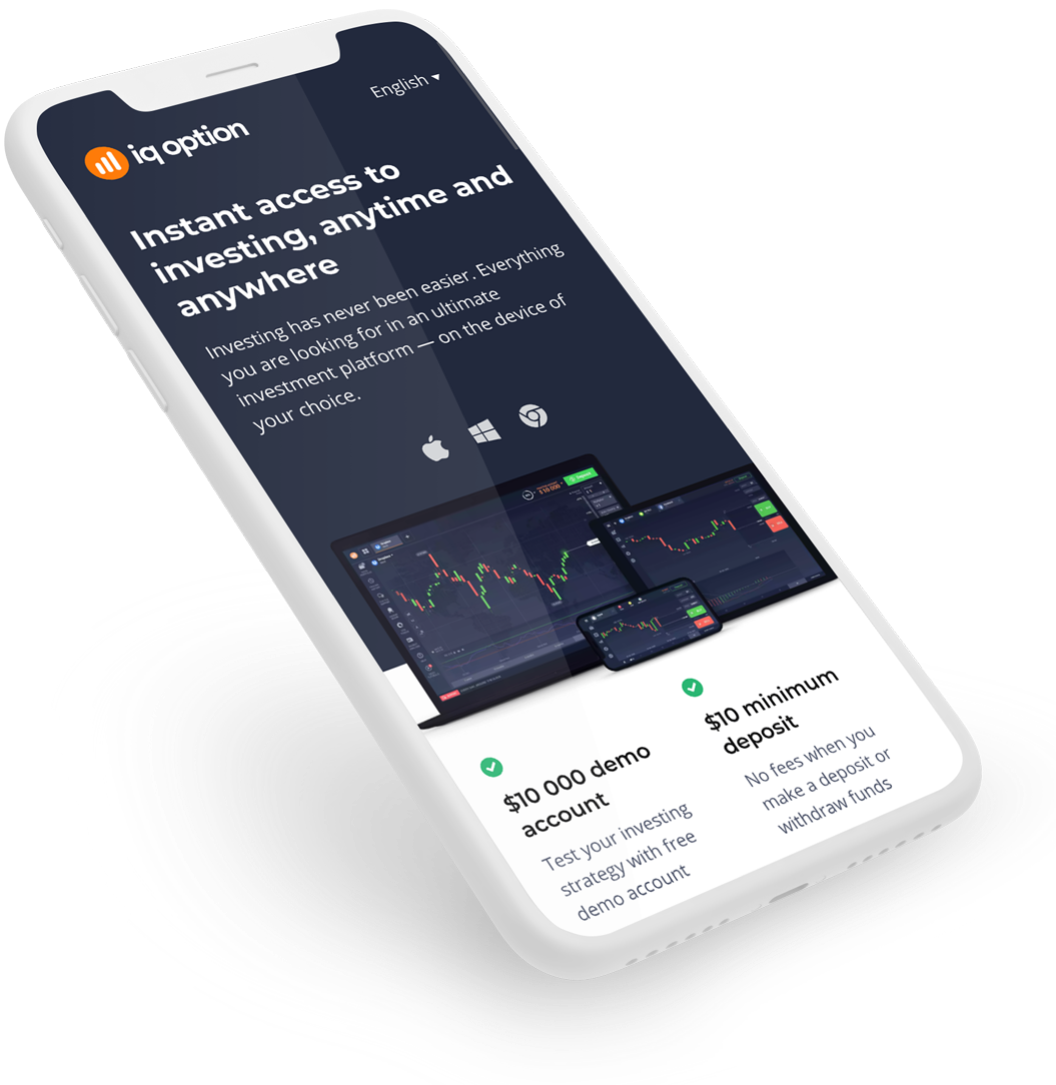 English
iq option
Instant access to
investing, anytime and
anywhere
Investing has never been easier. Everything
you are looking for in an ultimate
investment platform — on the device of
your choice.
$10 000 demo
account
Test your investing
strategy with free
demo account
$10 minimum
deposit
No fees when you
make a deposit or
withdraw funds